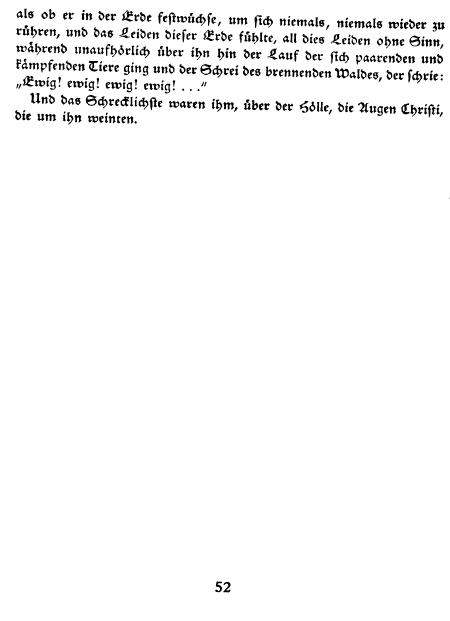 als ob er in der Erde festwüchse, um sich niemals, niemals wieder zu
rühren, und das Leiden dieser Erde fühlte, all dies Leiden ohne Sinn,
während unaufhörlich über ihn hin der Lauf der sich paarenden und
kämpfenden Tiere ging und der Schrei des brennenden Waldes, der schrie:
„Ewig! ewig! ewig! ewig! . . .“
Und das Schrecklichste waren ihm, über der Hölle, die Augen Christi,
die um ihn weinten.
52